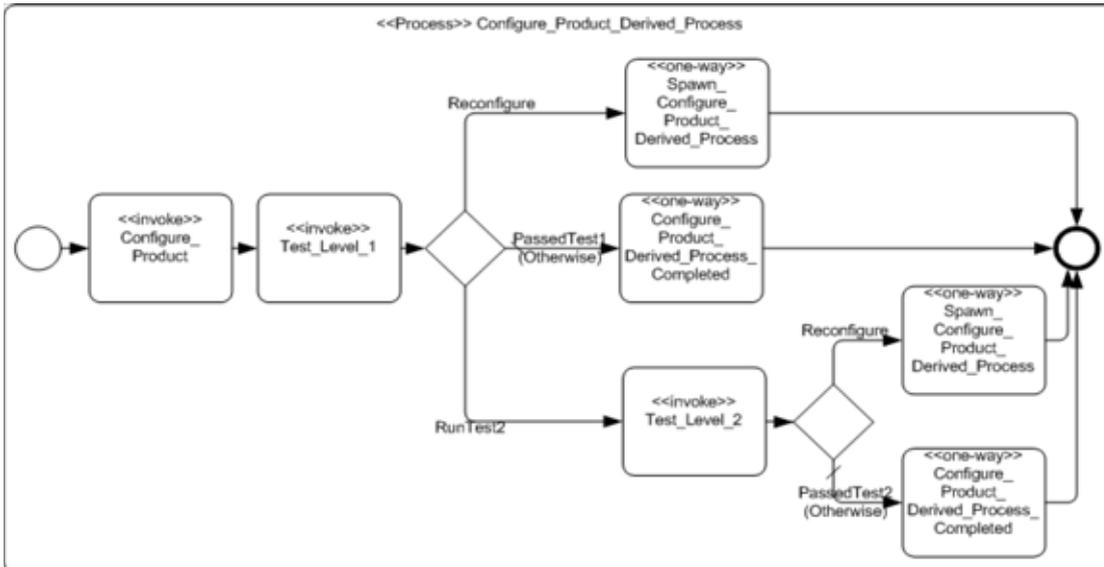 <<Process>> Configure_Product_Derived_Process
<<one-way>>
Spawn_
Configure_
Product_
Derived_Process
Reconfigure
<<invoke>>
Configure_
Product
<<invoke>>
Test_Level_1
PassedTest1
(Otherwise)
<<one-way>>
Configure_
Product_
Derived_Process_
Completed
RunTest2
<<invoke>>
Test_Level_2
Reconfigure
<<one-way>>
Spawn_
Configure_
Product_
Derived_Process
PassedTest2
(Otherwise)
<<one-way>>
Configure_
Product_
Derived_Process_
Completed